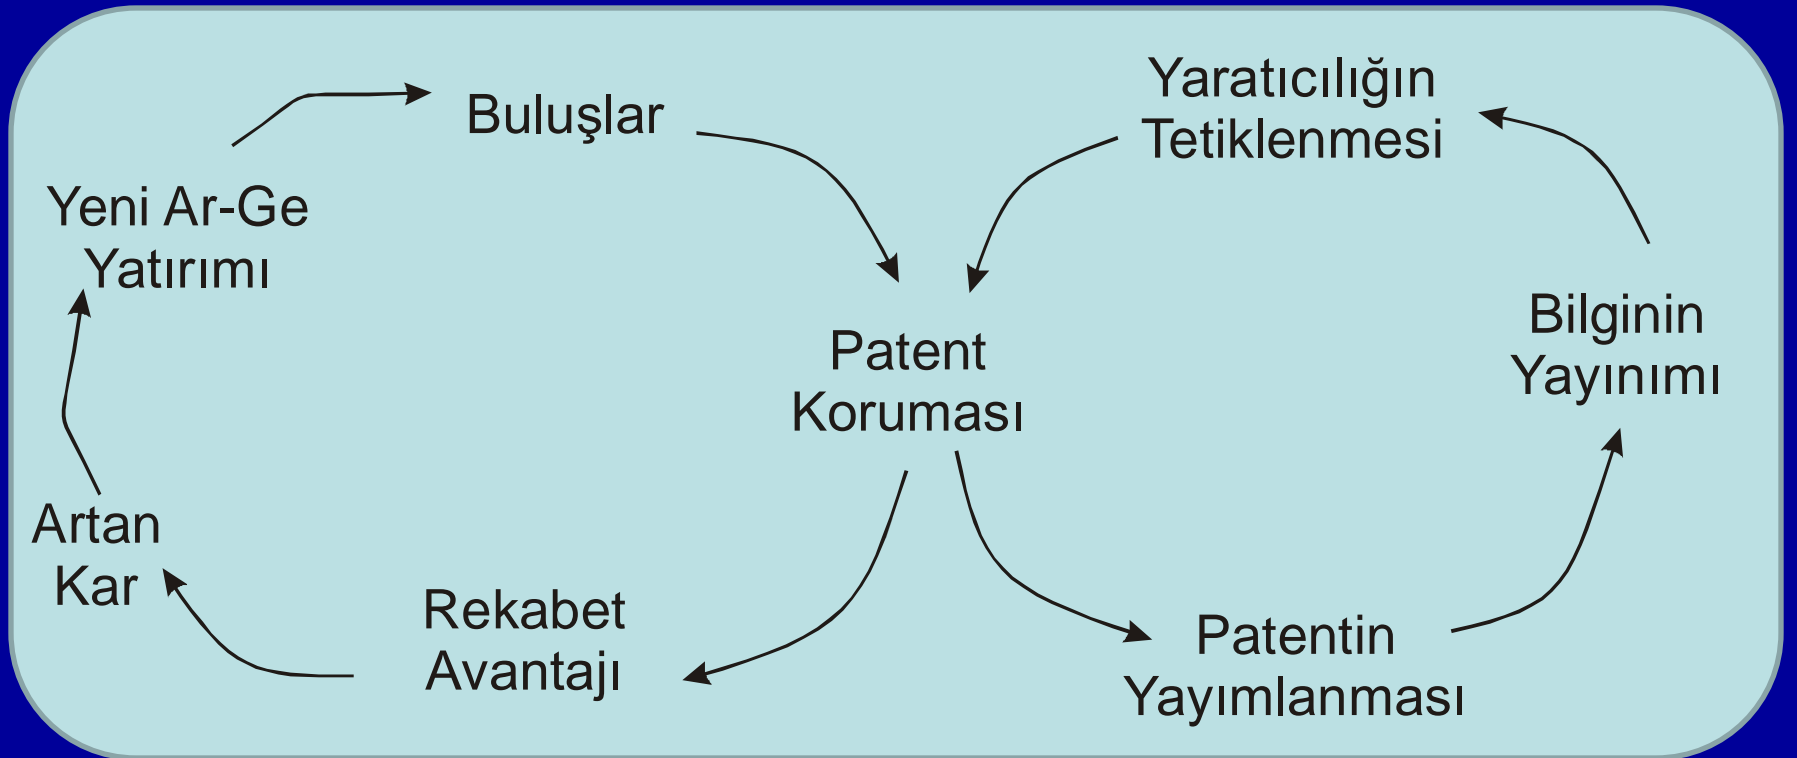 Buluşlar
Yaratıcılığın
Tetiklenmesi
Yeni Ar-Ge
Yatırımı
Patent
Koruması
Bilginin
Yayınımı
Artan
Kar
Rekabet
Avantajı
Patentin
Yayımlanması